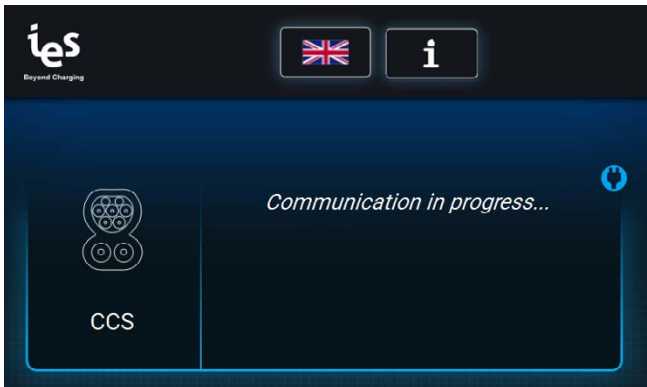 ies
Beyond Charging
i
Communication in progress...
CCS